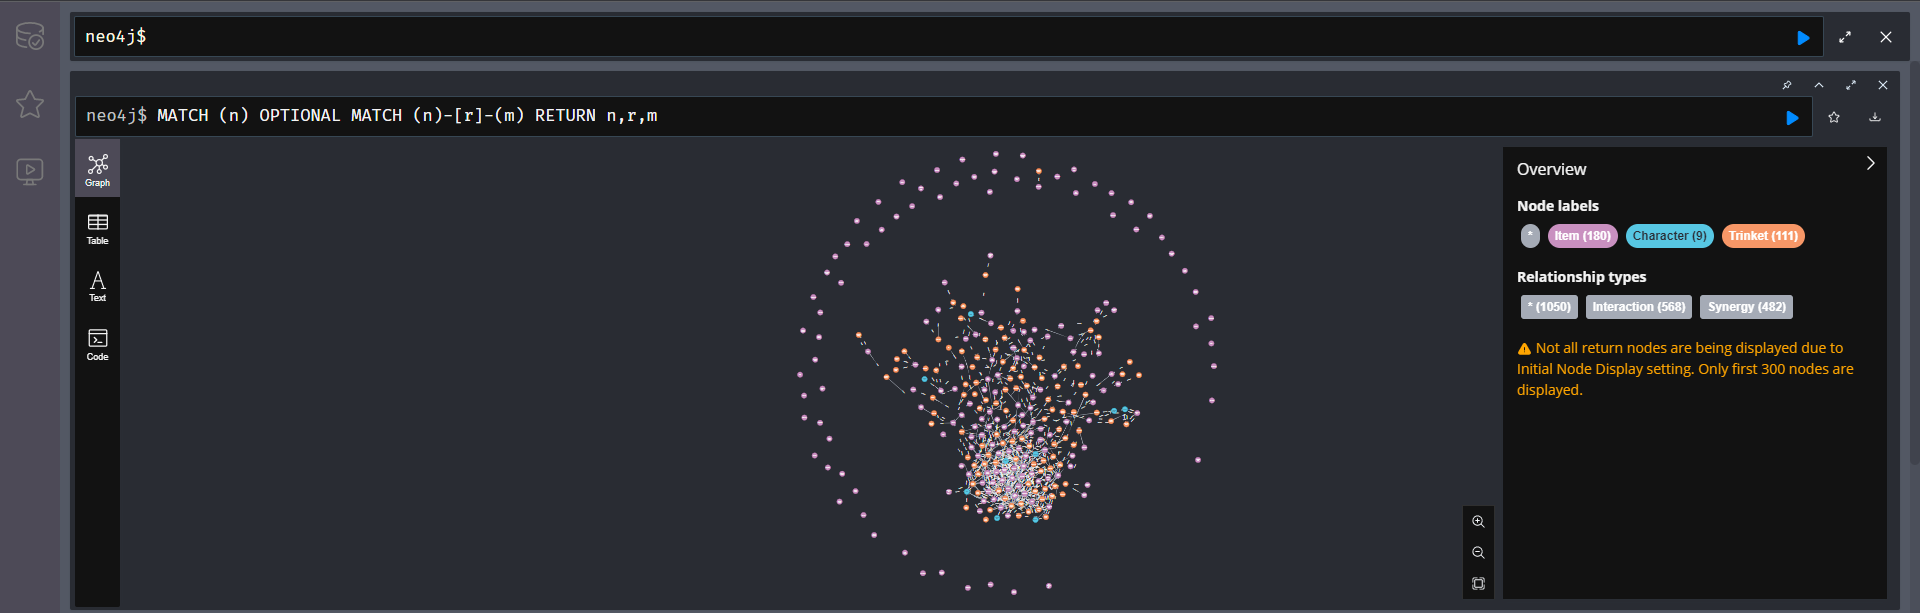 neo4j$
neo4j$ MATCH (n) OPTIONAL MATCH (n)-[r]-(m) RETURN n,r,m
Graph
Table
Text
Code
Overview
Node labels
* Item (180) Character (9) Trinket (111)
Relationship types
* (1050) Interaction (568) Synergy (482)
Not all return nodes are being displayed due to
Initial Node Display setting. Only first 300 nodes are
displayed.